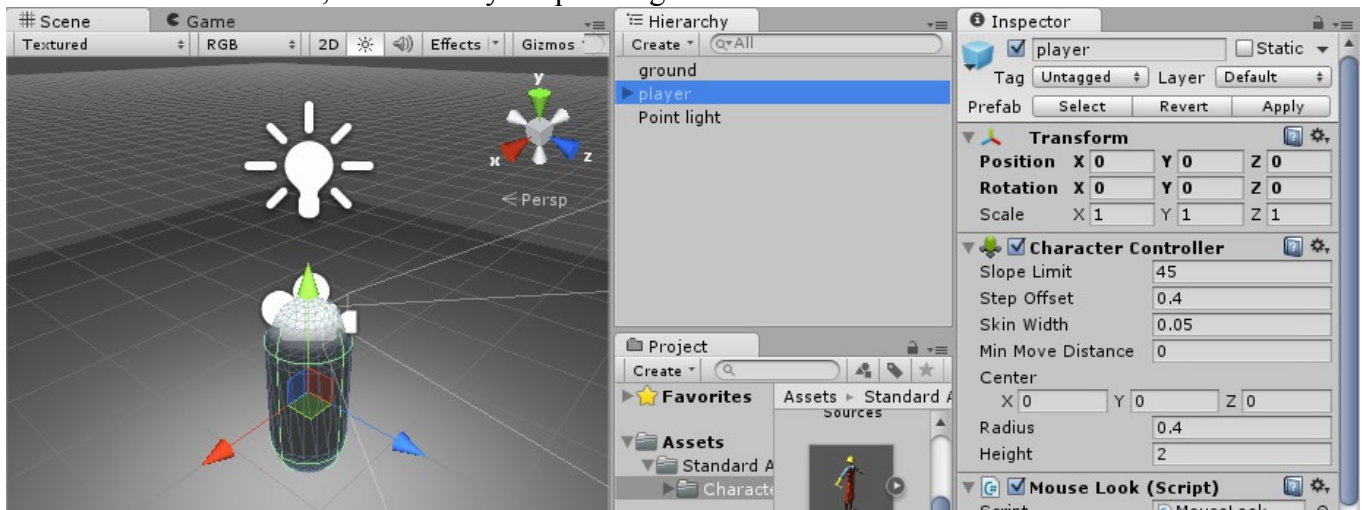 Scene Game
Textured RGB 2D Effects Gizmos
y
x
z
Persp
Hierarchy
Create All
ground
player
Point light
Project
Create
Favorites
Assets
Standard A
Characte
Assets Standard A
Sources
Inspector
player Static
Tag Untagged Layer Default
Prefab Select Revert Apply
Transform
Position X 0 Y 0 Z 0
Rotation X 0 Y 0 Z 0
Scale X 1 Y 1 Z 1
Character Controller
Slope Limit 45
Step Offset 0.4
Skin Width 0.05
Min Move Distance 0
Center
X 0 Y 0 Z 0
Radius 0.4
Height 2
Mouse Look (Script)
Script MouseLook